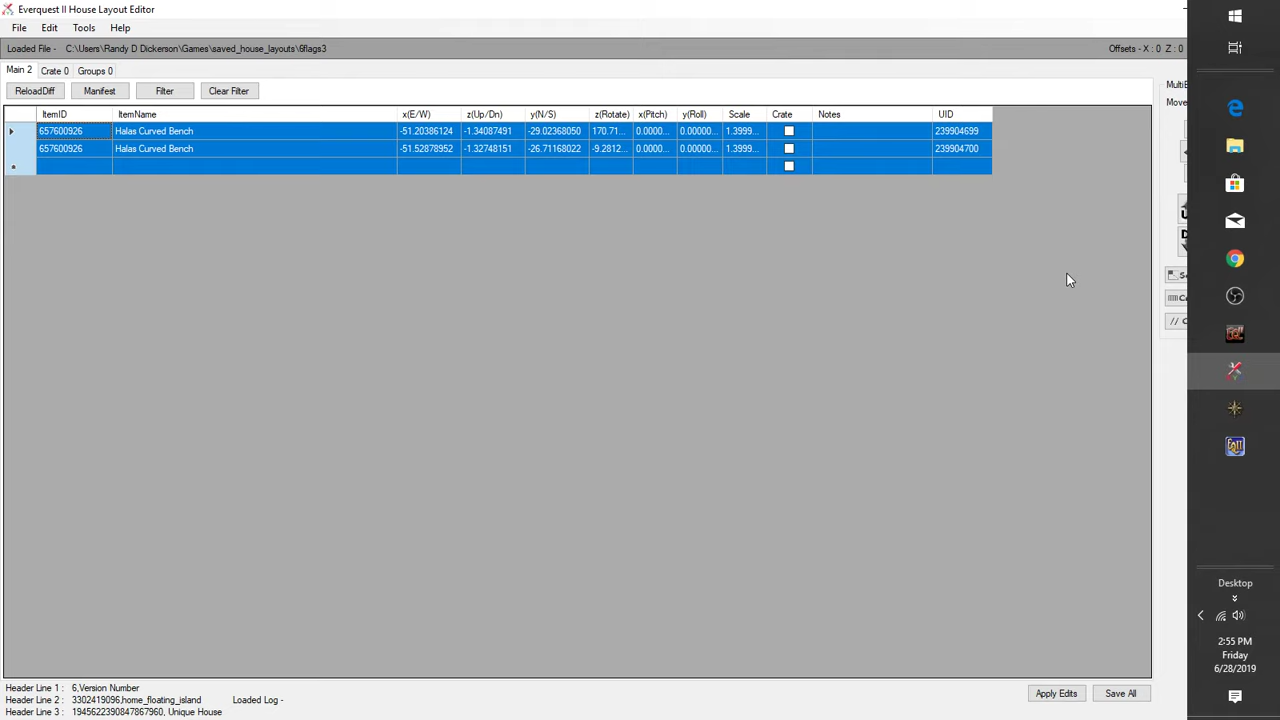 Everquest II House Layout Editor
File Edit Tools Help
Loaded File - C:\Users\Randy D Dickerson\Games\saved_house_layouts\6flags3 Offsets - X : 0 Z : 0
Main 2 Crate 0 Groups 0
MultiE
ReloadDiff Manifest Filter Clear Filter
Move
ItemID ItemName x(E/W) z(Up/Dn) y(N/S) z(Rotate) x(Pitch) y(Roll) Scale Crate Notes UID
657600926 Halas Curved Bench -51.20386124 -1.34087491 -29.02368050 170.71... 0.0000... 0.00000... 1.3999... 239904699
657600926 Halas Curved Bench -51.52878952 -1.32748151 -26.71168022 -9.2812... 0.0000... 0.00000... 1.3999... 239904700
Desktop
2:55 PM
Friday
6/28/2019
Header Line 1 : 6,Version Number
Header Line 2 : 3302419096,home_floating_island Loaded Log -
Header Line 3 : 1945622390847867960, Unique House
Apply Edits Save All